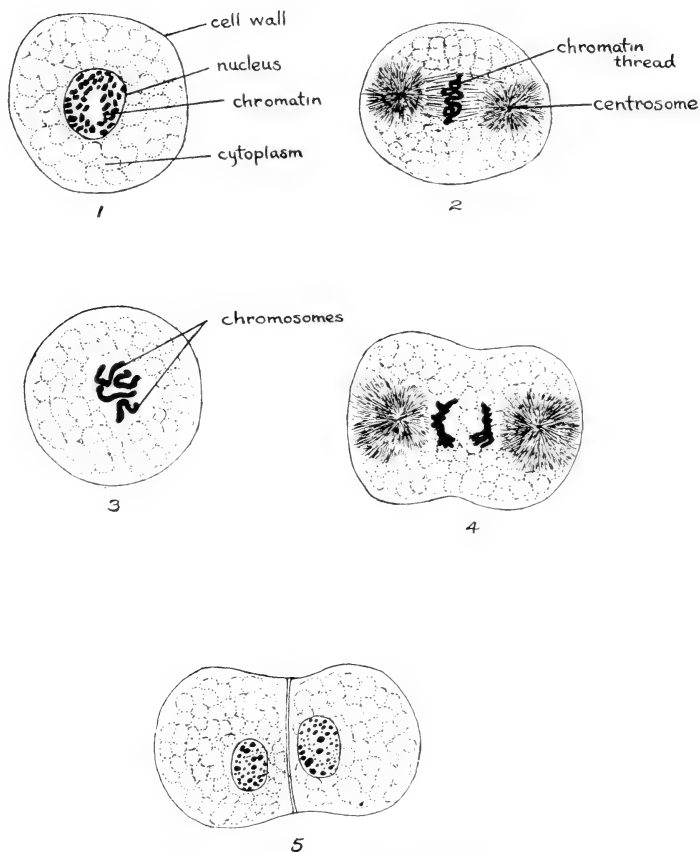 cell wall
nucleus
chromatin
cytoplasm
1
chromatin
thread
centrosome
2
chromosomes
3
4
5